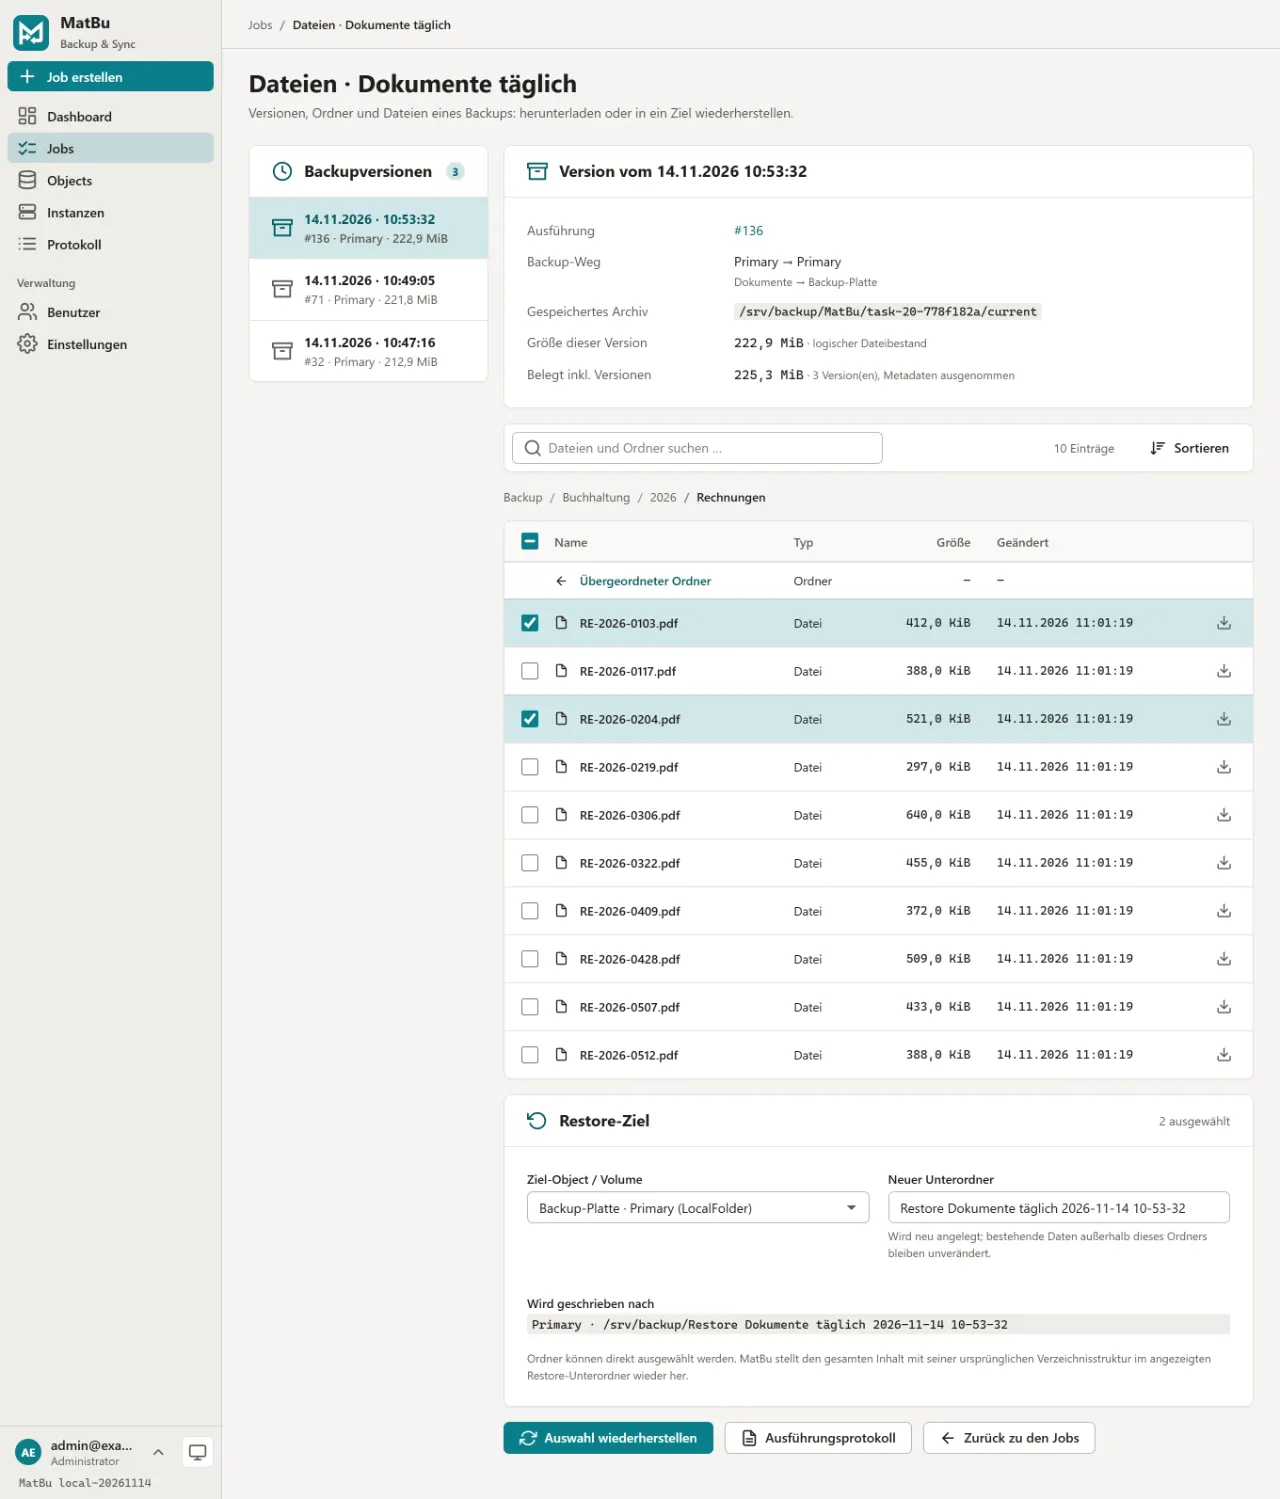 MatBu
Backup & Sync
Job erstellen
Dashboard
Jobs
Objects
Instanzen
Protokoll
Verwaltung
Benutzer
Einstellungen
AE
admin@exa...
Administrator
MatBu local-20261114
Jobs / Dateien · Dokumente täglich
Dateien · Dokumente täglich
Versionen, Ordner und Dateien eines Backups: herunterladen oder in ein Ziel wiederherstellen.
Backupversionen 3
14.11.2026 · 10:53:32
#136 · Primary · 222,9 MiB
14.11.2026 · 10:49:05
#71 · Primary · 221,8 MiB
14.11.2026 · 10:47:16
#32 · Primary · 212,9 MiB
Version vom 14.11.2026 10:53:32
Ausführung #136
Backup-Weg Primary → Primary
Dokumente → Backup-Platte
Gespeichertes Archiv /srv/backup/MatBu/task-20-778f182a/current
Größe dieser Version 222,9 MiB · logischer Dateibestand
Belegt inkl. Versionen 225,3 MiB · 3 Version(en), Metadaten ausgenommen
Dateien und Ordner suchen ... 10 Einträge Sortieren
Backup / Buchhaltung / 2026 / Rechnungen
Name Typ Größe Geändert
← Übergeordneter Ordner Ordner – –
RE-2026-0103.pdf Datei 412,0 KiB 14.11.2026 11:01:19
RE-2026-0117.pdf Datei 388,0 KiB 14.11.2026 11:01:19
RE-2026-0204.pdf Datei 521,0 KiB 14.11.2026 11:01:19
RE-2026-0219.pdf Datei 297,0 KiB 14.11.2026 11:01:19
RE-2026-0306.pdf Datei 640,0 KiB 14.11.2026 11:01:19
RE-2026-0322.pdf Datei 455,0 KiB 14.11.2026 11:01:19
RE-2026-0409.pdf Datei 372,0 KiB 14.11.2026 11:01:19
RE-2026-0428.pdf Datei 509,0 KiB 14.11.2026 11:01:19
RE-2026-0507.pdf Datei 433,0 KiB 14.11.2026 11:01:19
RE-2026-0512.pdf Datei 388,0 KiB 14.11.2026 11:01:19
Restore-Ziel 2 ausgewählt
Ziel-Object / Volume
Backup-Platte · Primary (LocalFolder)
Neuer Unterordner
Restore Dokumente täglich 2026-11-14 10-53-32
Wird neu angelegt; bestehende Daten außerhalb dieses Ordners
bleiben unverändert.
Wird geschrieben nach
Primary · /srv/backup/Restore Dokumente täglich 2026-11-14 10-53-32
Ordner können direkt ausgewählt werden. MatBu stellt den gesamten Inhalt mit seiner ursprünglichen Verzeichnisstruktur im angezeigten
Restore-Unterordner wieder her.
Auswahl wiederherstellen Ausführungsprotokoll ← Zurück zu den Jobs